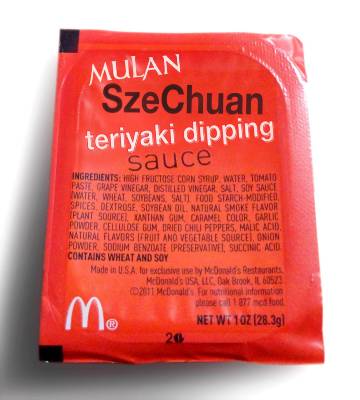 MULAN
SzeChuan
teriyaki dipping
sauce
INGREDIENTS: HIGH FRUCTOSE CORN SYRUP, WATER, TOMATO
PASTE, GRAPE VINEGAR, DISTILLED VINEGAR, SALT, SOY SAUCE
(WATER, WHEAT, SOYBEANS, SALT), FOOD STARCH-MODIFIED,
SPICES, DEXTROSE, SOYBEAN OIL, NATURAL SMOKE FLAVOR
(PLANT SOURCE), XANTHAN GUM, CARAMEL COLOR, GARLIC
POWDER, CELLULOSE GUM, DRIED CHILI PEPPERS, MALIC ACID,
NATURAL FLAVORS (FRUIT AND VEGETABLE SOURCE), ONION
POWDER, SODIUM BENZOATE (PRESERVATIVE), SUCCINIC ACID.
CONTAINS WHEAT AND SOY
Made in U.S.A. for exclusive use by McDonald's Restaurants,
McDonald's USA, LLC, Oak Brook, IL 60523
©2011 McDonald's For nutritional information
please call 1 877 mcd food.
M®
NET WT 1 OZ (28.3g)